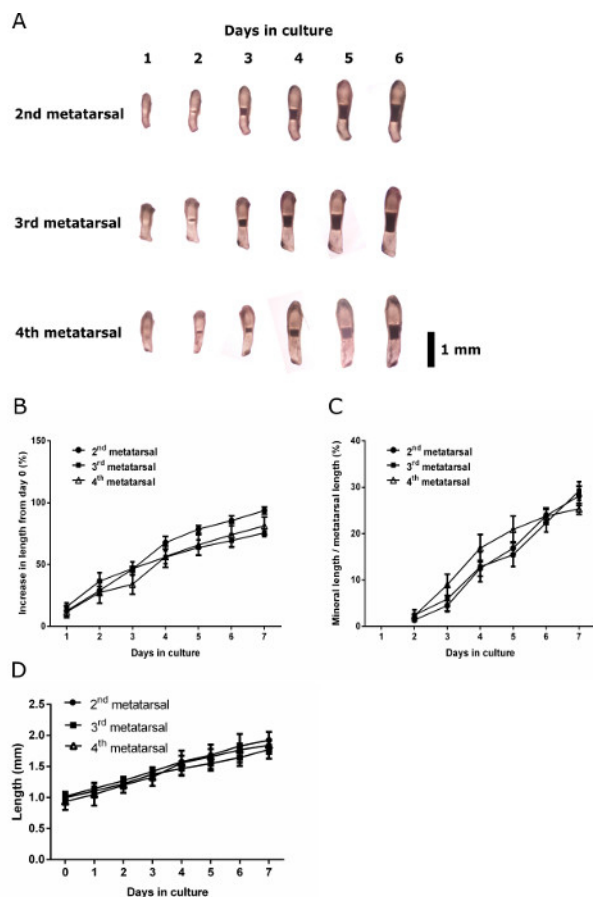 A
Days in culture
1 2 3 4 5 6
2nd metatarsal
3rd metatarsal
4th metatarsal
1 mm
B
Increase in length from day 0 (%)
150
100
50
0
2nd metatarsal
3rd metatarsal
4th metatarsal
1 2 3 4 5 6 7
Days in culture
C
Mineral length / metatarsal length (%)
40
30
20
10
0
2nd metatarsal
3rd metatarsal
4th metatarsal
1 2 3 4 5 6 7
Days in culture
D
Length (mm)
2.5
2.0
1.5
1.0
0.5
0.0
2nd metatarsal
3rd metatarsal
4th metatarsal
0 1 2 3 4 5 6 7
Days in culture